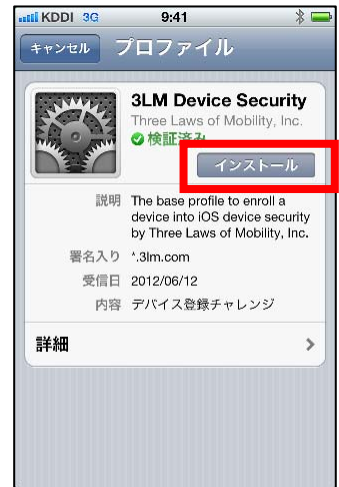 KDDI 3G 9:41
キャンセル プロファイル
3LM Device Security
Three Laws of Mobility, Inc.
検証済み
インストール
説明 The base profile to enroll a
device into iOS device security
by Three Laws of Mobility, Inc.
署名入り *.3lm.com
受信日 2012/06/12
内容 デバイス登録チャレンジ
詳細